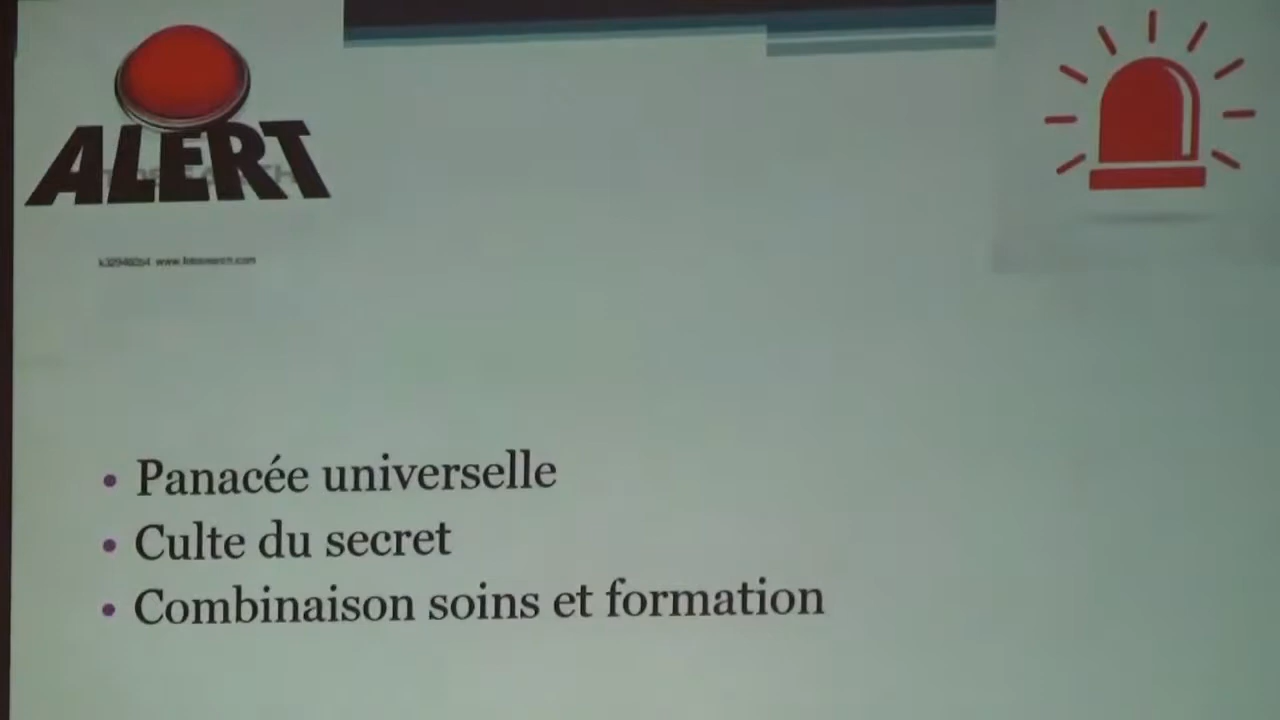 ALERT
• Panacée universelle
• Culte du secret
• Combinaison soins et formation